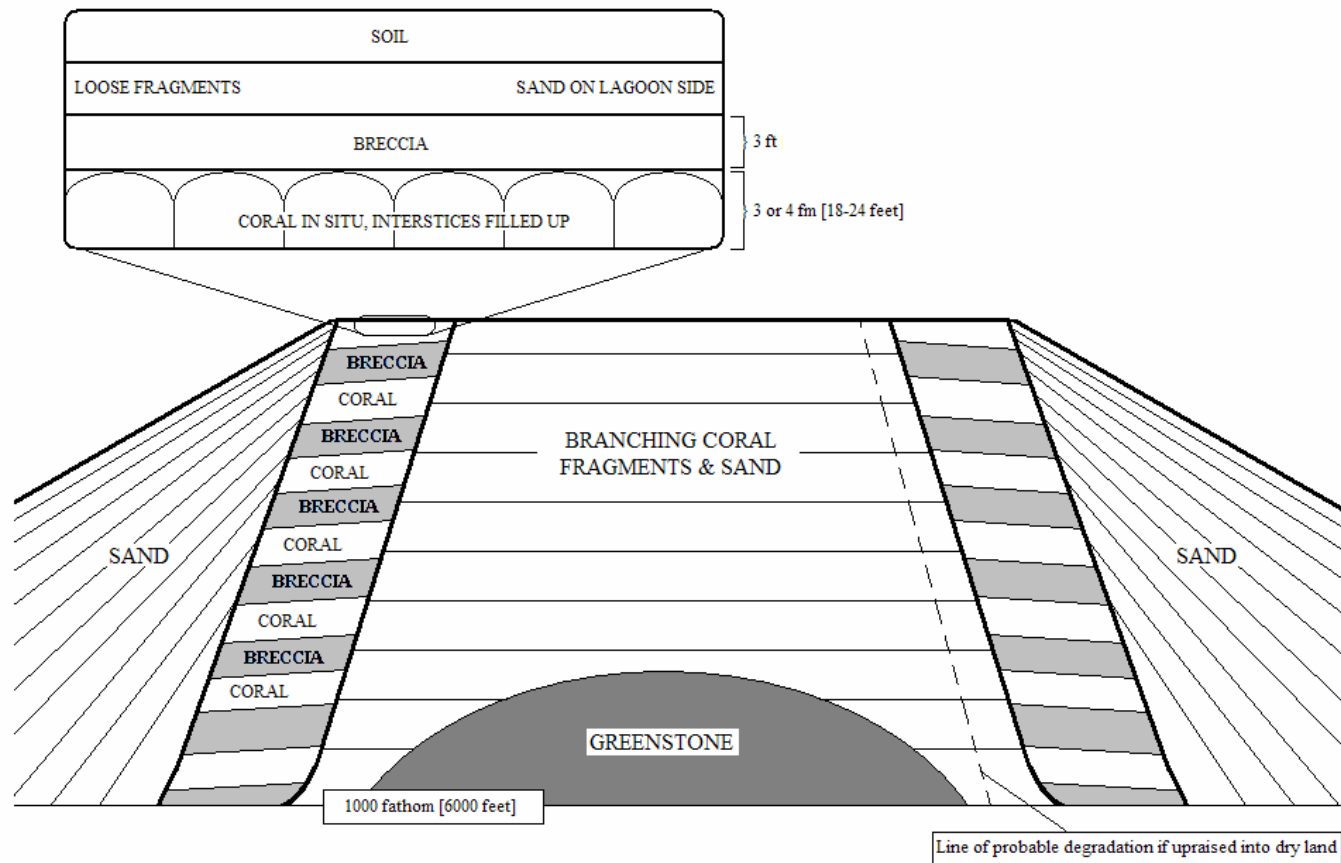 SOIL
LOOSE FRAGMENTS
SAND ON LAGOON SIDE
BRECCIA
3 ft
CORAL IN SITU, INTERSTICES FILLED UP
3 or 4 fm [18-24 feet]
BRECCIA
CORAL
BRECCIA
CORAL
BRECCIA
CORAL
BRECCIA
CORAL
BRECCIA
CORAL
BRANCHING CORAL
FRAGMENTS & SAND
SAND
SAND
GREENSTONE
1000 fathom [6000 feet]
Line of probable degradation if upraised into dry land